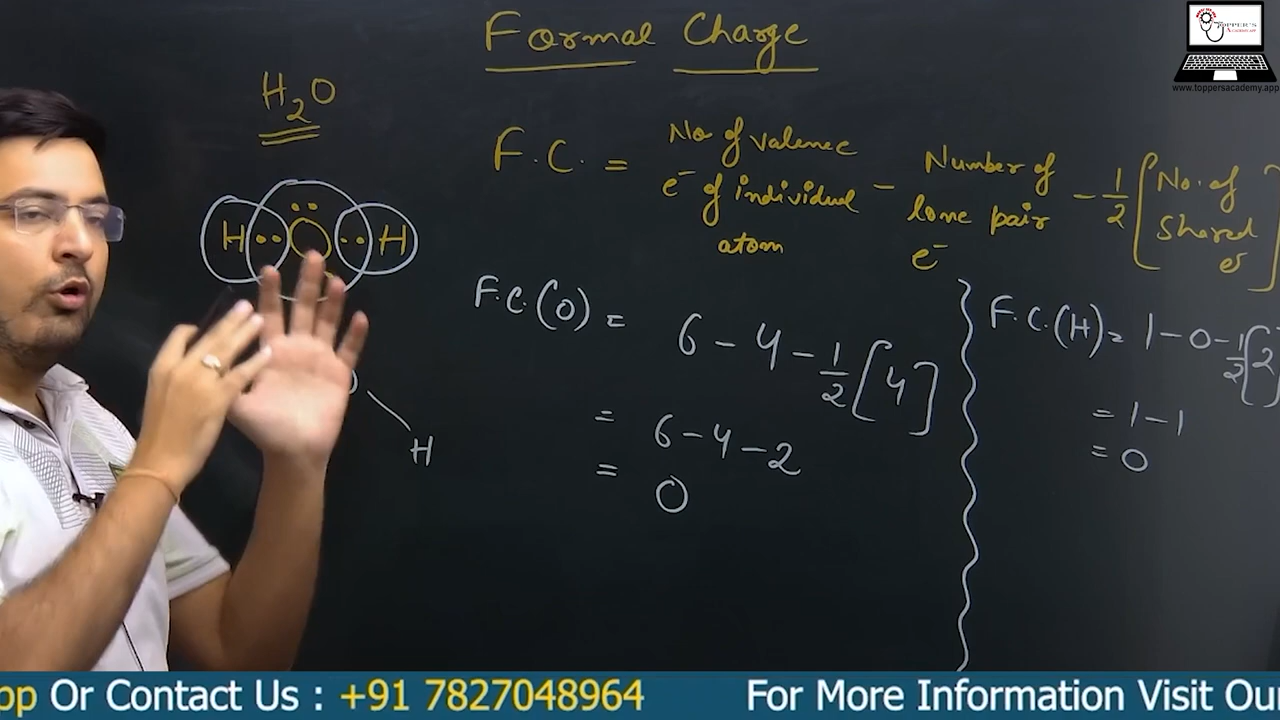 Formal Charge
TOPPER'S
www.toppersacademy.app
H₂O
F.C. = No of valence e⁻ of individual atom − Number of lone pair e⁻ − 1/2 [No. of Shared e⁻]
H : O : H
H
F.C.(O) = 6 − 4 − 1/2 [4]
= 6 − 4 − 2
= 0
F.C.(H) = 1 − 0 − 1/2 [2]
= 1 − 1
= 0
Or Contact Us : +91 7827048964 For More Information Visit